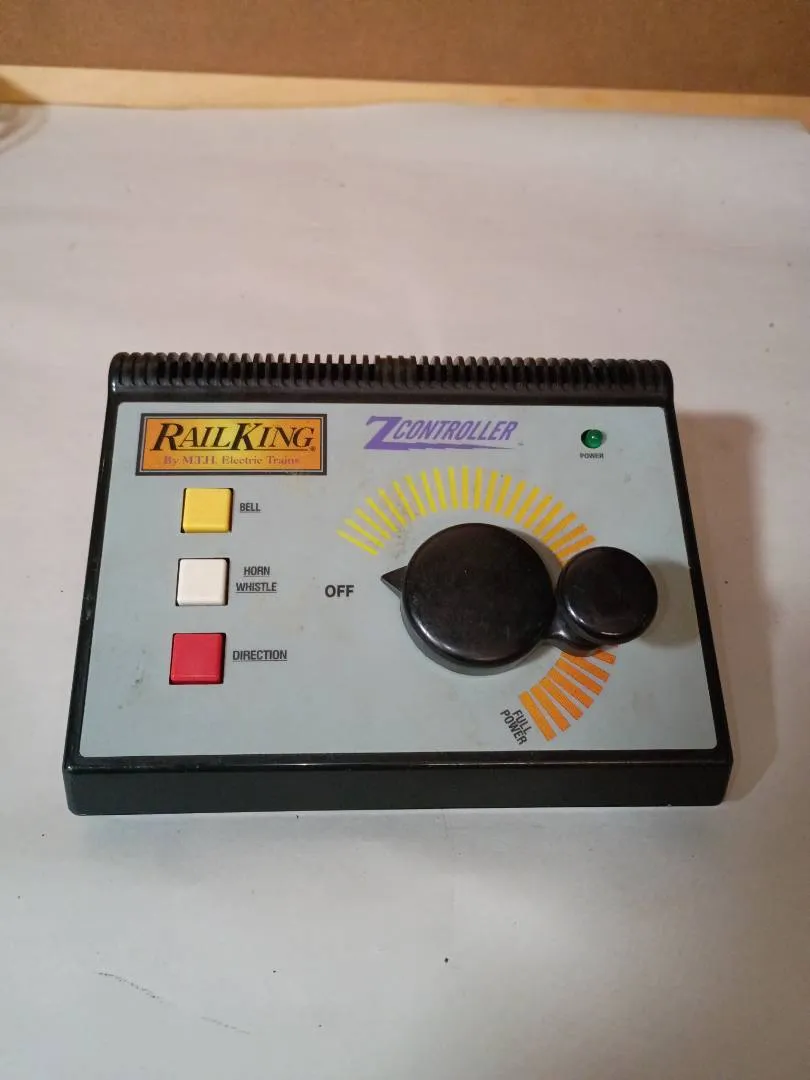 RAILKING®
By M.T.H. Electric Trains
ZCONTROLLER
POWER
BELL
HORN
WHISTLE
OFF
DIRECTION
FULL
POWER